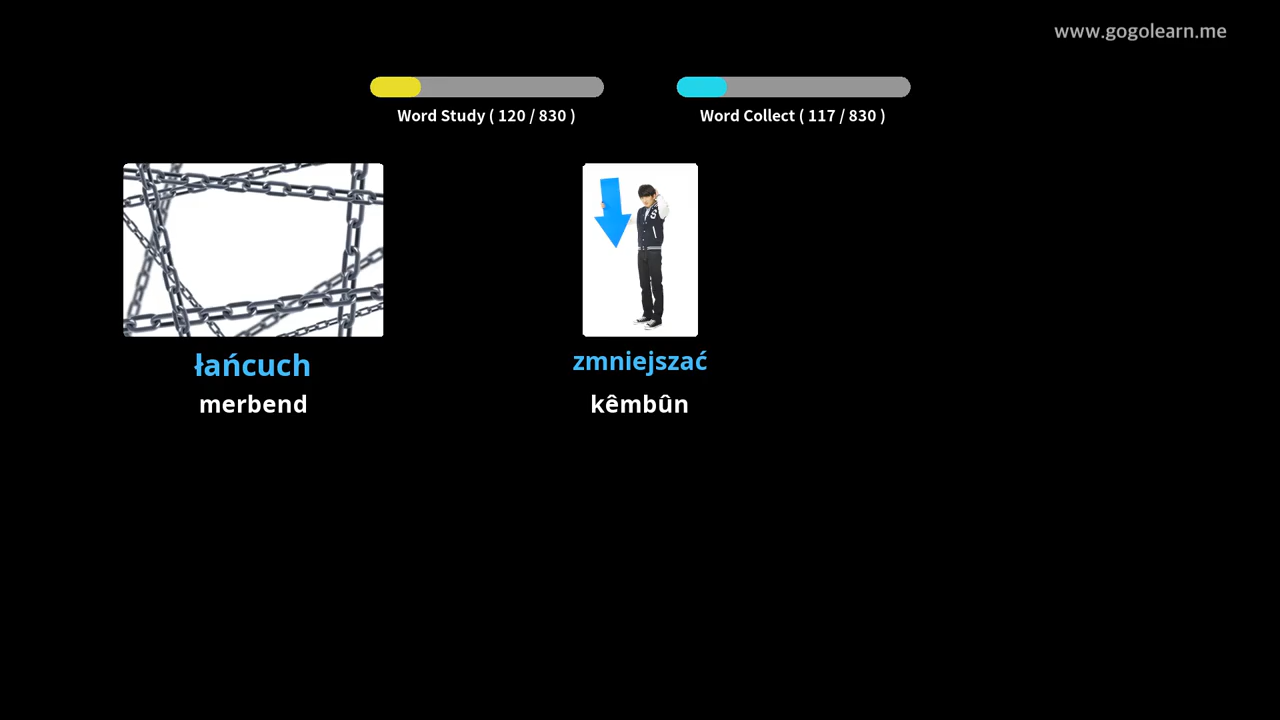 www.gogolearn.me
Word Study ( 120 / 830 )
Word Collect ( 117 / 830 )
łańcuch
merbend
zmniejszać
kêmbûn